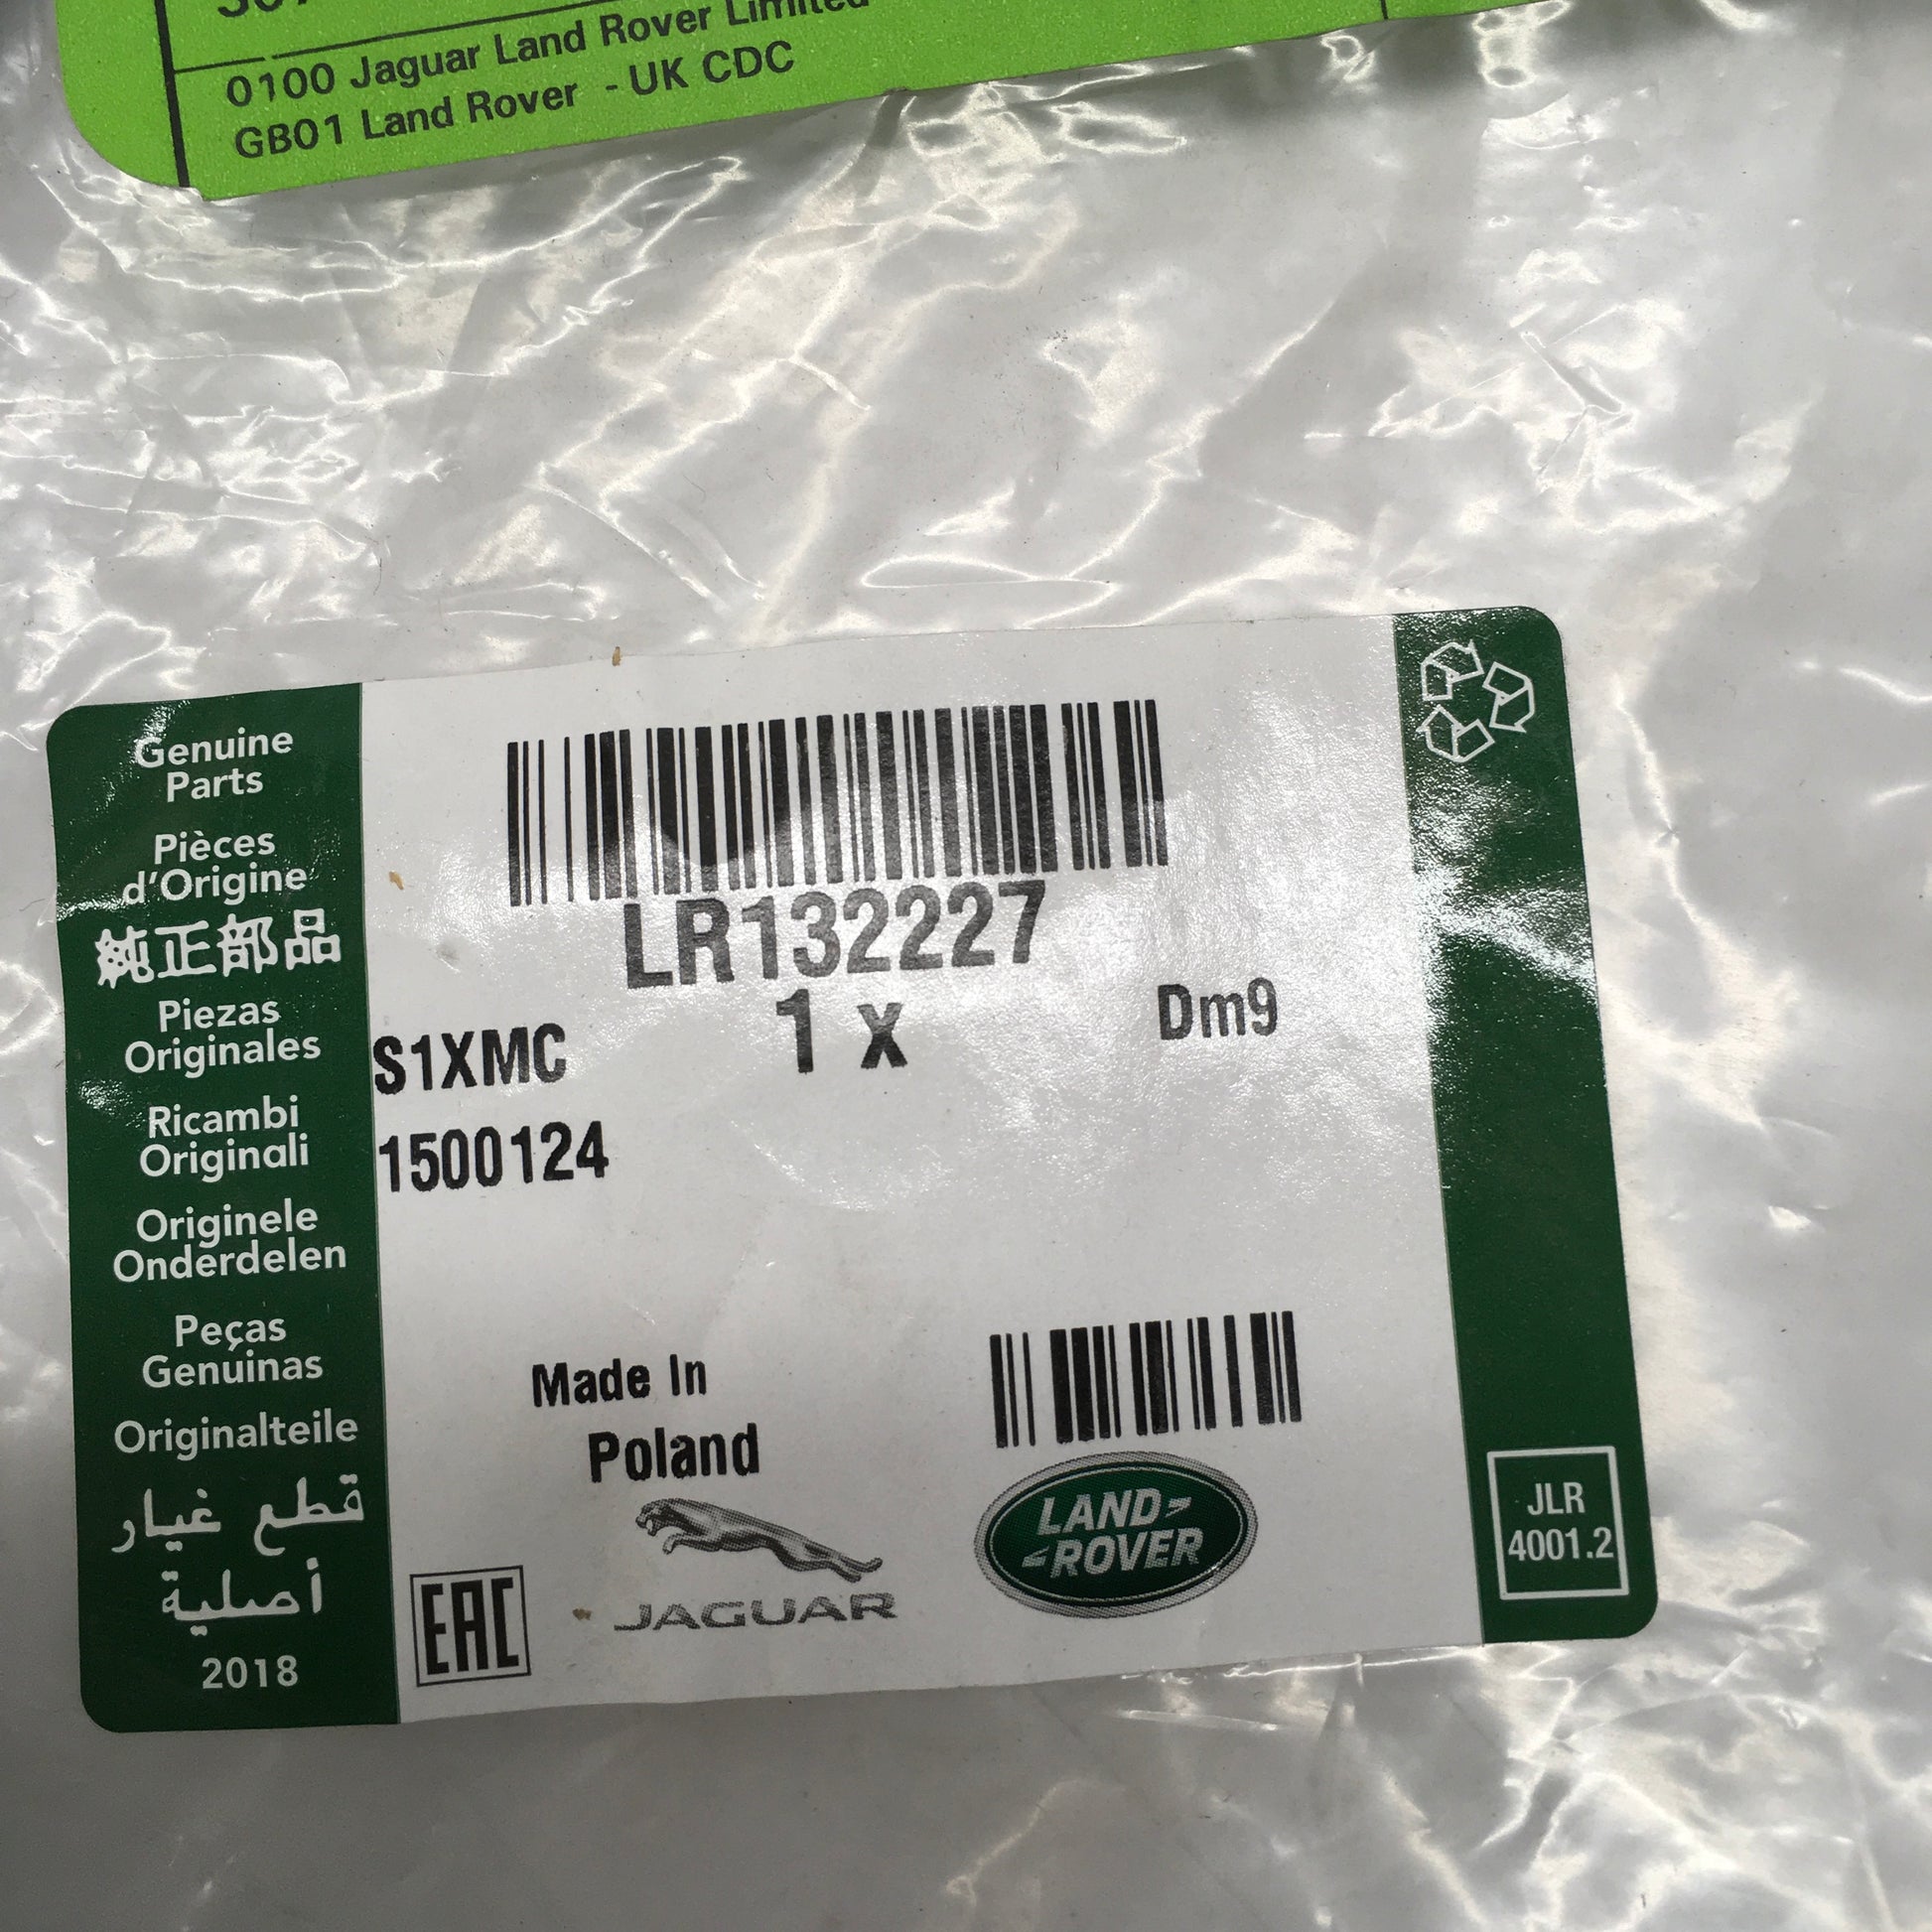 0100 Jaguar Land Rover Limited
GB01 Land Rover - UK CDC
Genuine
Parts
Pièces
d'Origine
純正部品
Piezas
Originales
Ricambi
Originali
Originele
Onderdelen
Peças
Genuinas
Originalteile
قطع غيار
أصلية
2018
LR132227
1 x
Dm9
S1XMC
1500124
Made In
Poland
EAC
JAGUAR
LAND
ROVER
JLR
4001.2